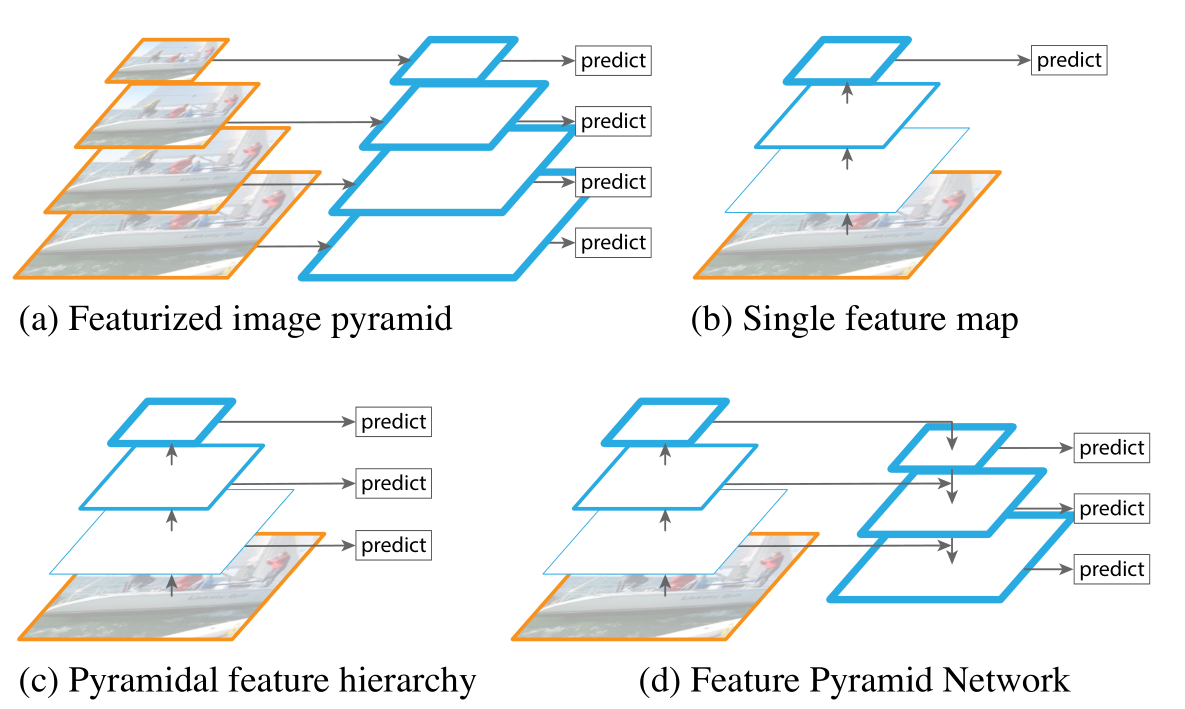 predict
predict
predict
predict
predict
(a) Featurized image pyramid
(b) Single feature map
predict
predict
predict
predict
predict
predict
(c) Pyramidal feature hierarchy
(d) Feature Pyramid Network